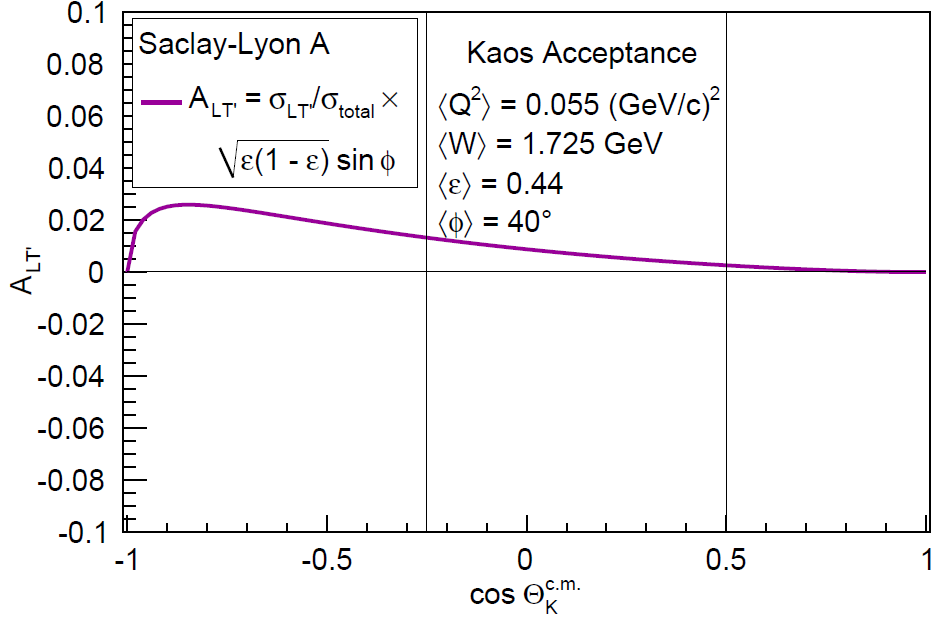 0.1
0.08
0.06
0.04
0.02
0
-0.02
-0.04
-0.06
-0.08
-0.1
A_LT'
Saclay-Lyon A
A_LT' = σ_LT'/σ_total ×
√ε(1 - ε) sin ϕ
Kaos Acceptance
⟨Q²⟩ = 0.055 (GeV/c)²
⟨W⟩ = 1.725 GeV
⟨ε⟩ = 0.44
⟨ϕ⟩ = 40°
-1 -0.5 0 0.5 1
cos Θ_K^c.m.